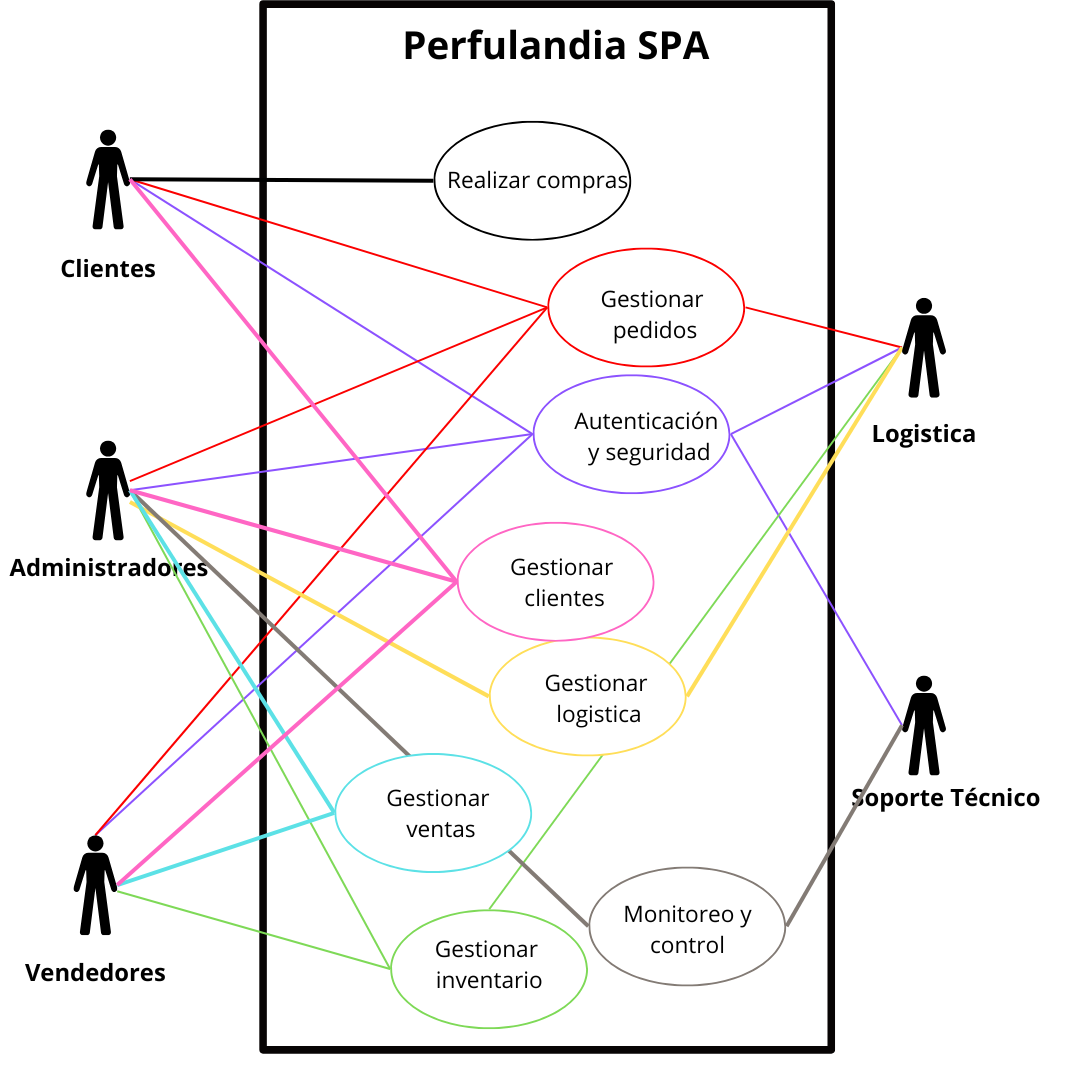 Perfulandia SPA
Realizar compras
Clientes
Gestionar
pedidos
Autenticación
y seguridad
Logistica
Administradores
Gestionar
clientes
Gestionar
logistica
Gestionar
ventas
Soporte Técnico
Monitoreo y
control
Gestionar
inventario
Vendedores